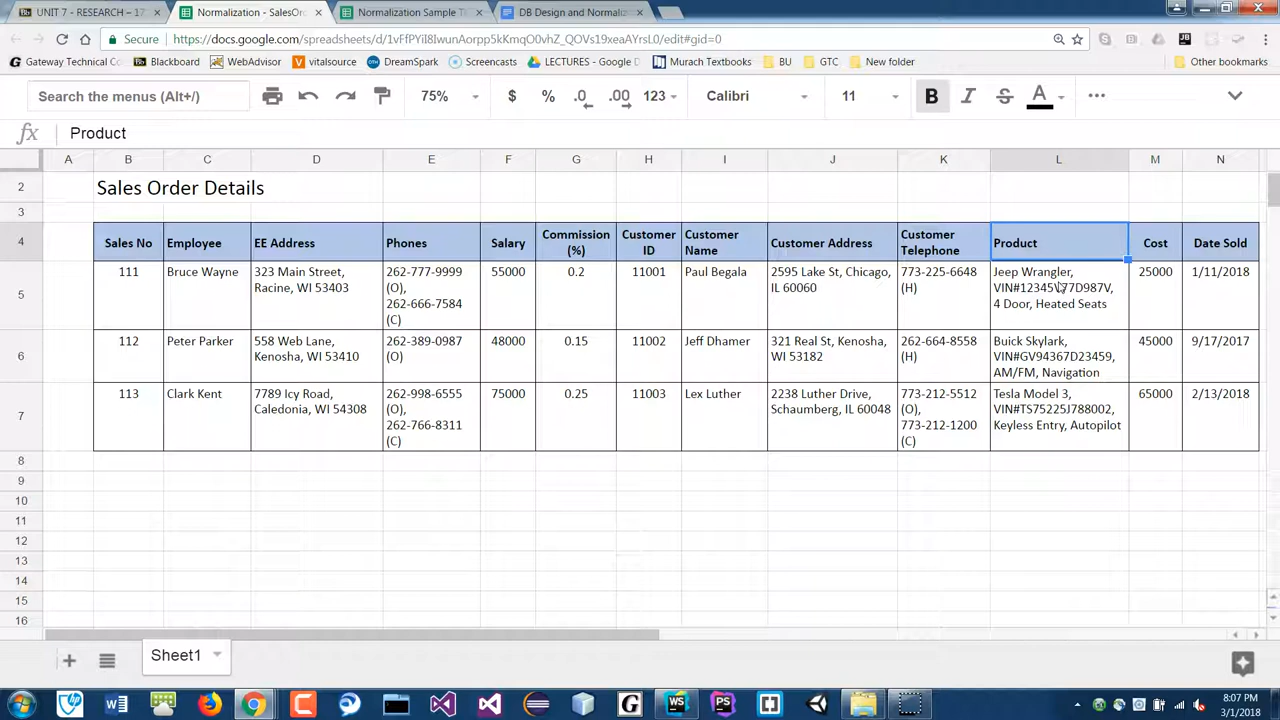 UNIT 7 - RESEARCH – 17
Normalization - SalesOr
Normalization Sample T
DB Design and Normaliz
Secure
https://docs.google.com/spreadsheets/d/1vFfPYil8IwunAorpp5kKmqO0vhZ_QOVs19xeaAYrsL0/edit#gid=0
Gateway Technical Co
Blackboard
WebAdvisor
vitalsource
DreamSpark
Screencasts
LECTURES - Google D
Murach Textbooks
BU
GTC
New folder
Other bookmarks
Search the menus (Alt+/)
75%
$
%
.0
.00
123
Calibri
11
B
I
S
A
fx
Product
A B C D E F G H I J K L M N
2
Sales Order Details
3
4
Sales No
Employee
EE Address
Phones
Salary
Commission
(%)
Customer
ID
Customer
Name
Customer Address
Customer
Telephone
Product
Cost
Date Sold
5
111
Bruce Wayne
323 Main Street,
Racine, WI 53403
262-777-9999
(O),
262-666-7584
(C)
55000
0.2
11001
Paul Begala
2595 Lake St, Chicago,
IL 60060
773-225-6648
(H)
Jeep Wrangler,
VIN#12345V77D987V,
4 Door, Heated Seats
25000
1/11/2018
6
112
Peter Parker
558 Web Lane,
Kenosha, WI 53410
262-389-0987
(O)
48000
0.15
11002
Jeff Dhamer
321 Real St, Kenosha,
WI 53182
262-664-8558
(H)
Buick Skylark,
VIN#GV94367D23459,
AM/FM, Navigation
45000
9/17/2017
7
113
Clark Kent
7789 Icy Road,
Caledonia, WI 54308
262-998-6555
(O),
262-766-8311
(C)
75000
0.25
11003
Lex Luther
2238 Luther Drive,
Schaumberg, IL 60048
773-212-5512
(O),
773-212-1200
(C)
Tesla Model 3,
VIN#TS75225J788002,
Keyless Entry, Autopilot
65000
2/13/2018
8
9
10
11
12
13
14
15
16
Sheet1
8:07 PM
3/1/2018